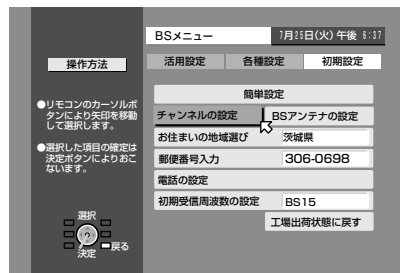 BSメニュー
7月25日(火) 午後 6:37
操作方法
活用設定 各種設定 初期設定
簡単設定
●リモコンのカーソルボ
タンにより矢印を移動
して選択します。
●選択した項目の確定は
決定ボタンによりおこ
ないます。
チャンネルの設定 BSアンテナの設定
お住まいの地域選び 茨城県
郵便番号入力 306-0698
電話の設定
初期受信周波数の設定 BS15
工場出荷状態に戻す
選択
戻る
決定